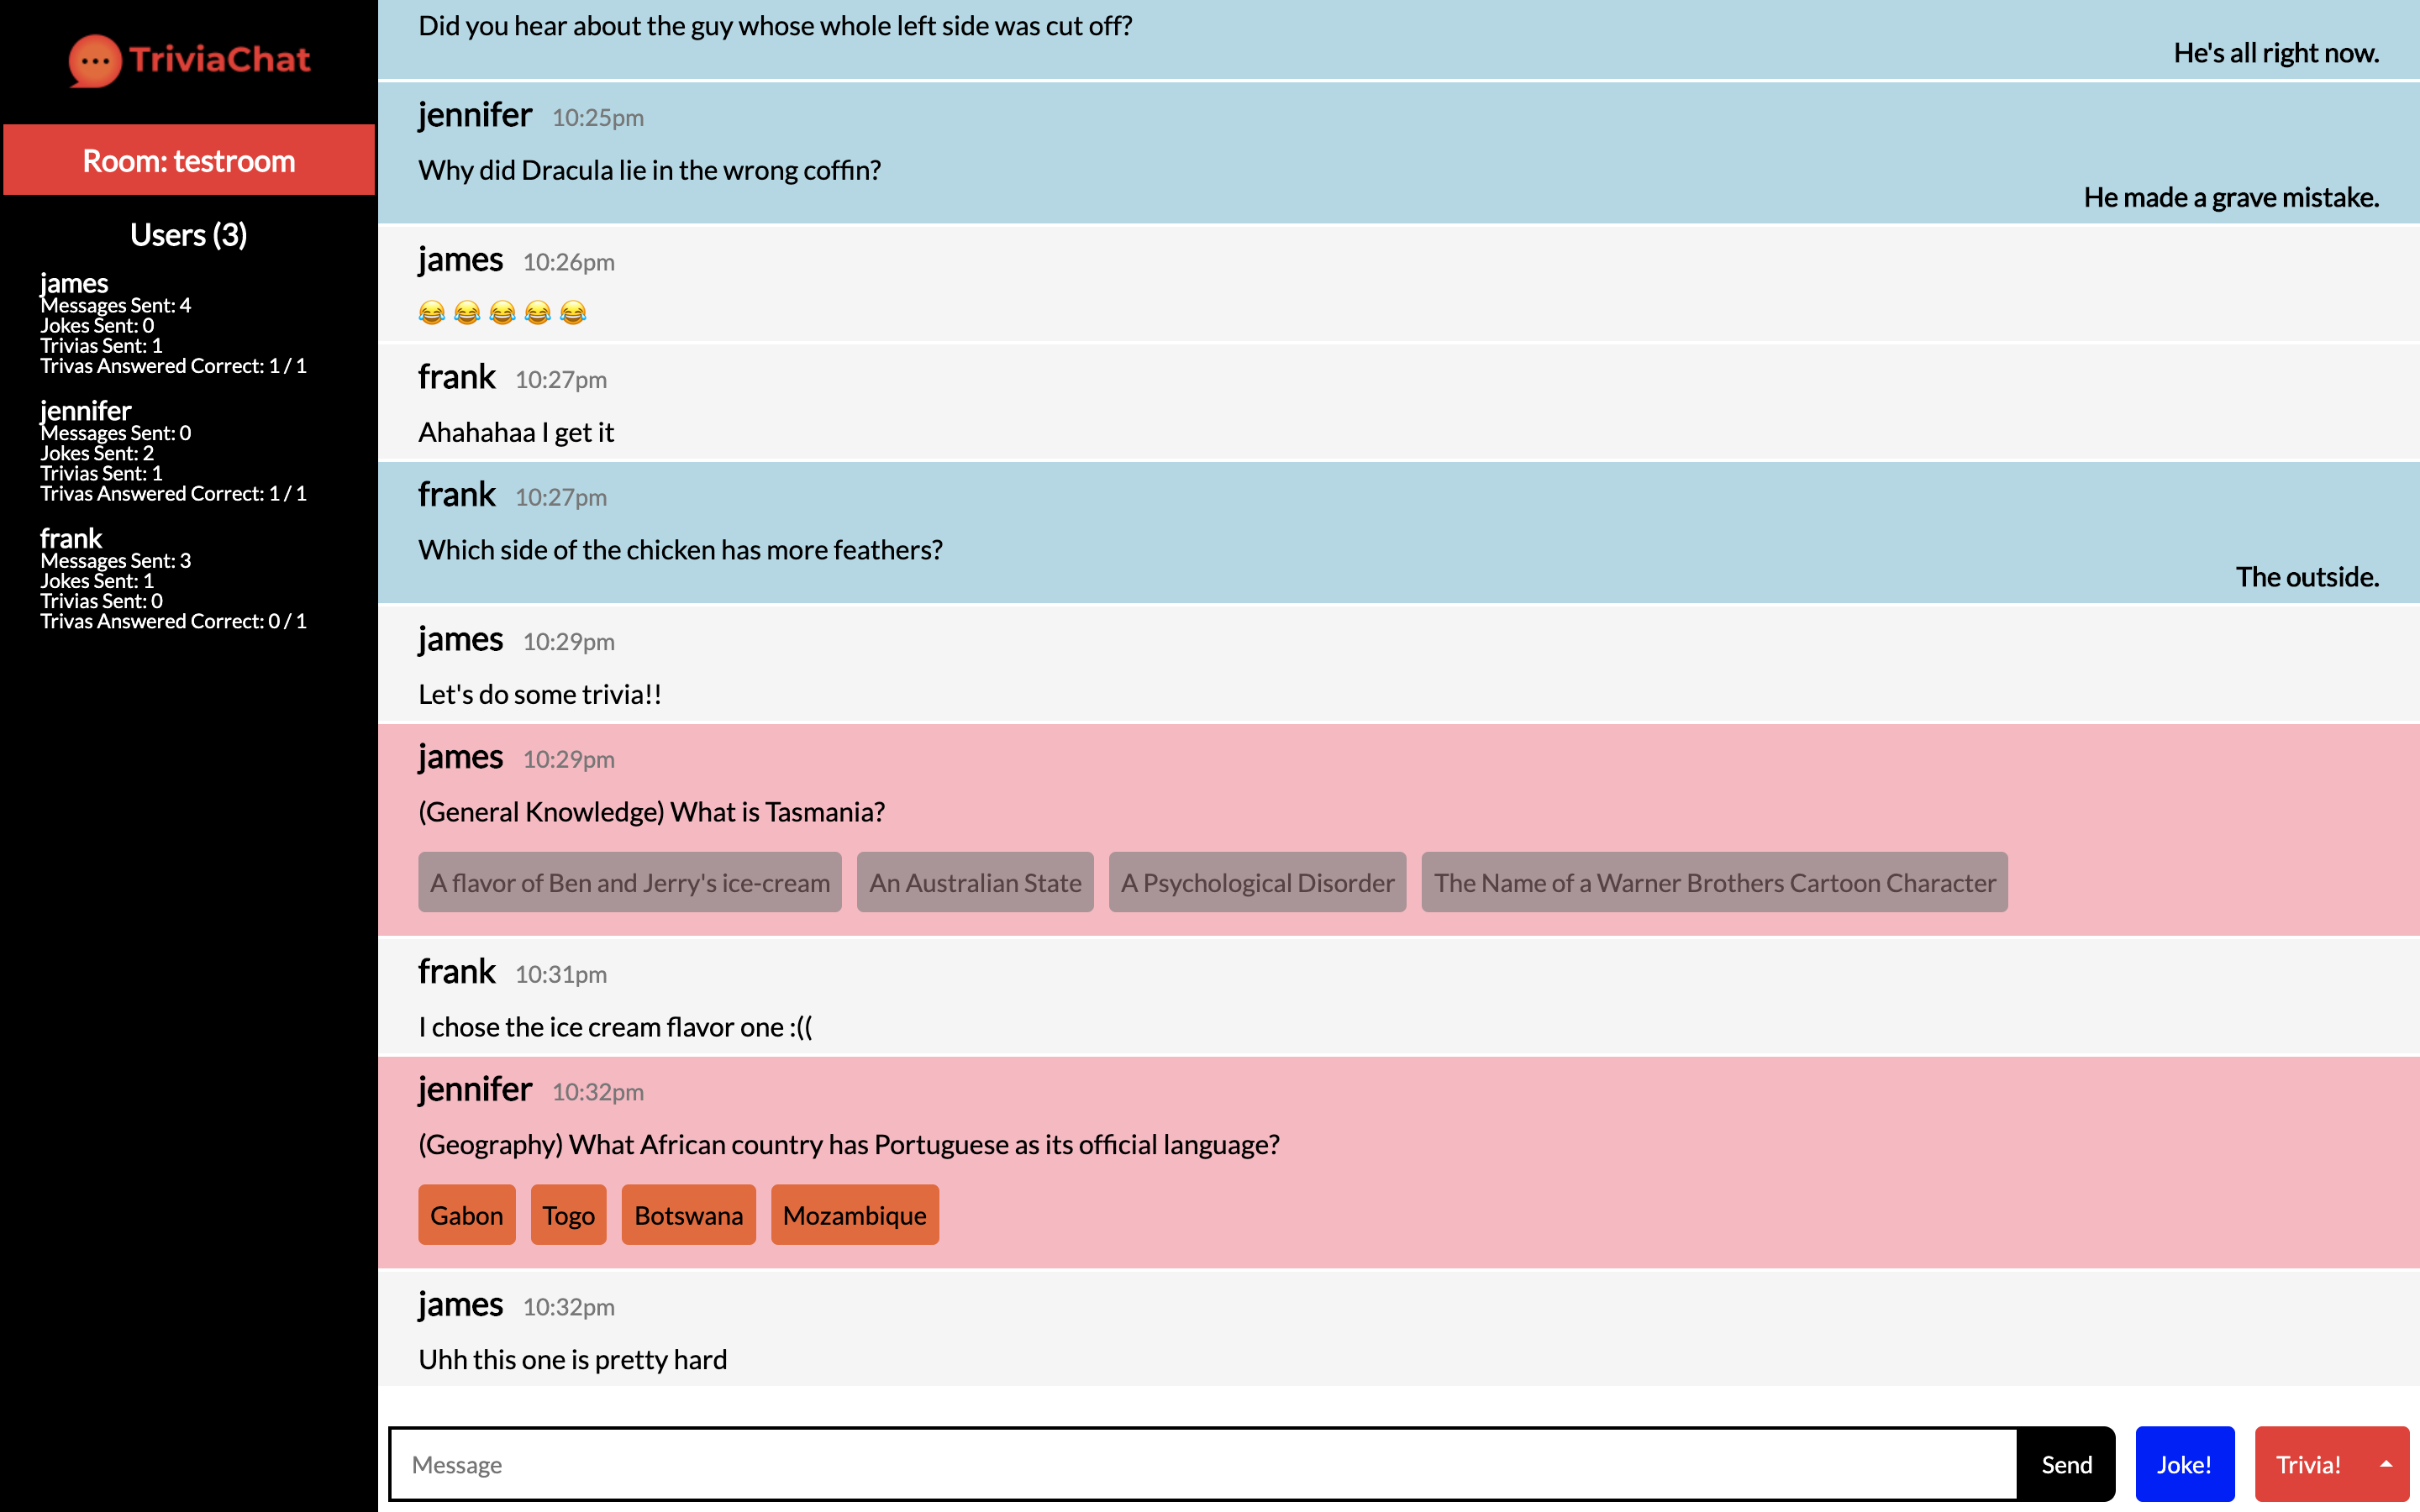 TriviaChat
Room: testroom
Users (3)
james
Messages Sent: 4
Jokes Sent: 0
Trivias Sent: 1
Trivas Answered Correct: 1 / 1
jennifer
Messages Sent: 0
Jokes Sent: 2
Trivias Sent: 1
Trivas Answered Correct: 1 / 1
frank
Messages Sent: 3
Jokes Sent: 1
Trivias Sent: 0
Trivas Answered Correct: 0 / 1
Did you hear about the guy whose whole left side was cut off?
He's all right now.
jennifer 10:25pm
Why did Dracula lie in the wrong coffin?
He made a grave mistake.
james 10:26pm
😂 😂 😂 😂 😂
frank 10:27pm
Ahahahaa I get it
frank 10:27pm
Which side of the chicken has more feathers?
The outside.
james 10:29pm
Let's do some trivia!!
james 10:29pm
(General Knowledge) What is Tasmania?
A flavor of Ben and Jerry's ice-cream An Australian State A Psychological Disorder The Name of a Warner Brothers Cartoon Character
frank 10:31pm
I chose the ice cream flavor one :((
jennifer 10:32pm
(Geography) What African country has Portuguese as its official language?
Gabon Togo Botswana Mozambique
james 10:32pm
Uhh this one is pretty hard
Message Send Joke! Trivia!